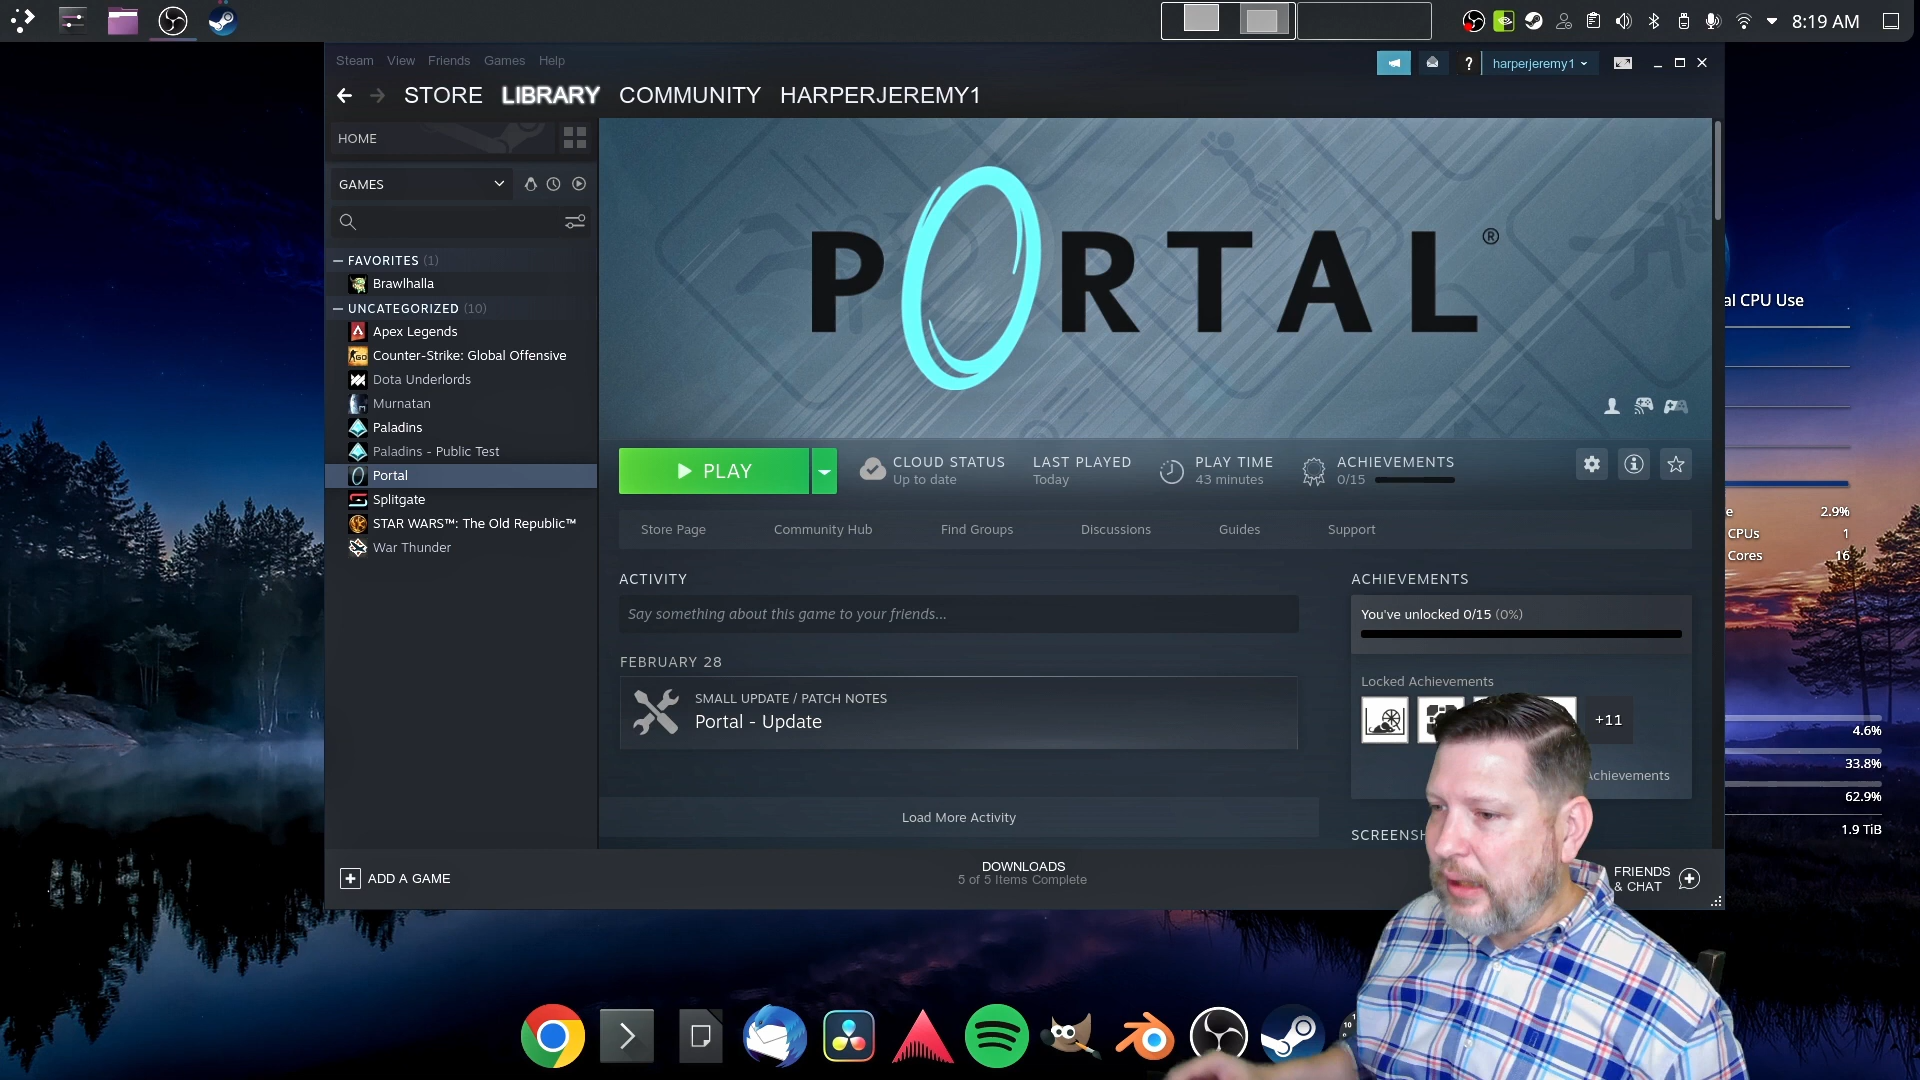 8:19 AM
Steam View Friends Games Help
? harperjeremy1
STORE LIBRARY COMMUNITY HARPERJEREMY1
HOME
GAMES
FAVORITES (1)
Brawlhalla
UNCATEGORIZED (10)
Apex Legends
Counter-Strike: Global Offensive
Dota Underlords
Murnatan
Paladins
Paladins - Public Test
Portal
Splitgate
STAR WARS™: The Old Republic™
War Thunder
PORTAL®
PLAY
CLOUD STATUS
Up to date
LAST PLAYED
Today
PLAY TIME
43 minutes
ACHIEVEMENTS
0/15
Store Page Community Hub Find Groups Discussions Guides Support
ACTIVITY
Say something about this game to your friends...
FEBRUARY 28
SMALL UPDATE / PATCH NOTES
Portal - Update
Load More Activity
ACHIEVEMENTS
You've unlocked 0/15 (0%)
Locked Achievements
+11
Achievements
SCREENSH
ADD A GAME
DOWNLOADS
5 of 5 Items Complete
FRIENDS
& CHAT
al CPU Use
e 2.9%
CPUs 1
Cores 16
4.6%
33.8%
62.9%
1.9 TiB